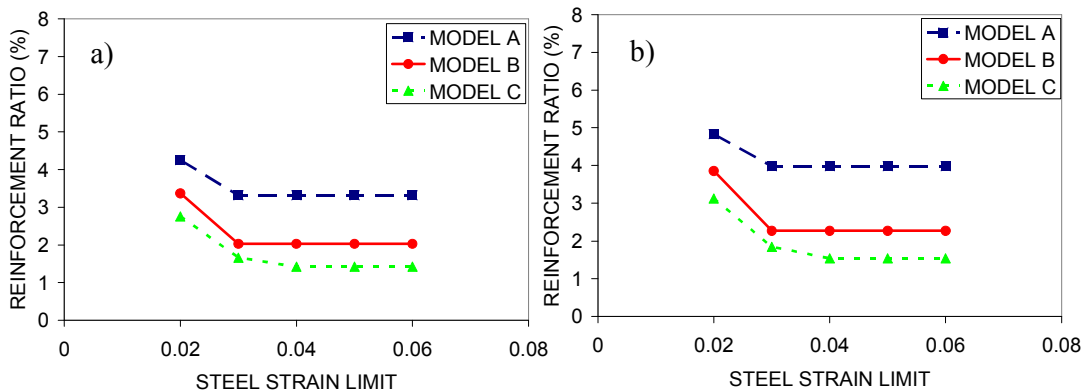 a)
MODEL A
MODEL B
MODEL C
REINFORCEMENT RATIO (%)
8
7
6
5
4
3
2
1
0
0 0.02 0.04 0.06 0.08
STEEL STRAIN LIMIT
b)
MODEL A
MODEL B
MODEL C
REINFORCEMENT RATIO (%)
8
7
6
5
4
3
2
1
0
0 0.02 0.04 0.06 0.08
STEEL STRAIN LIMIT